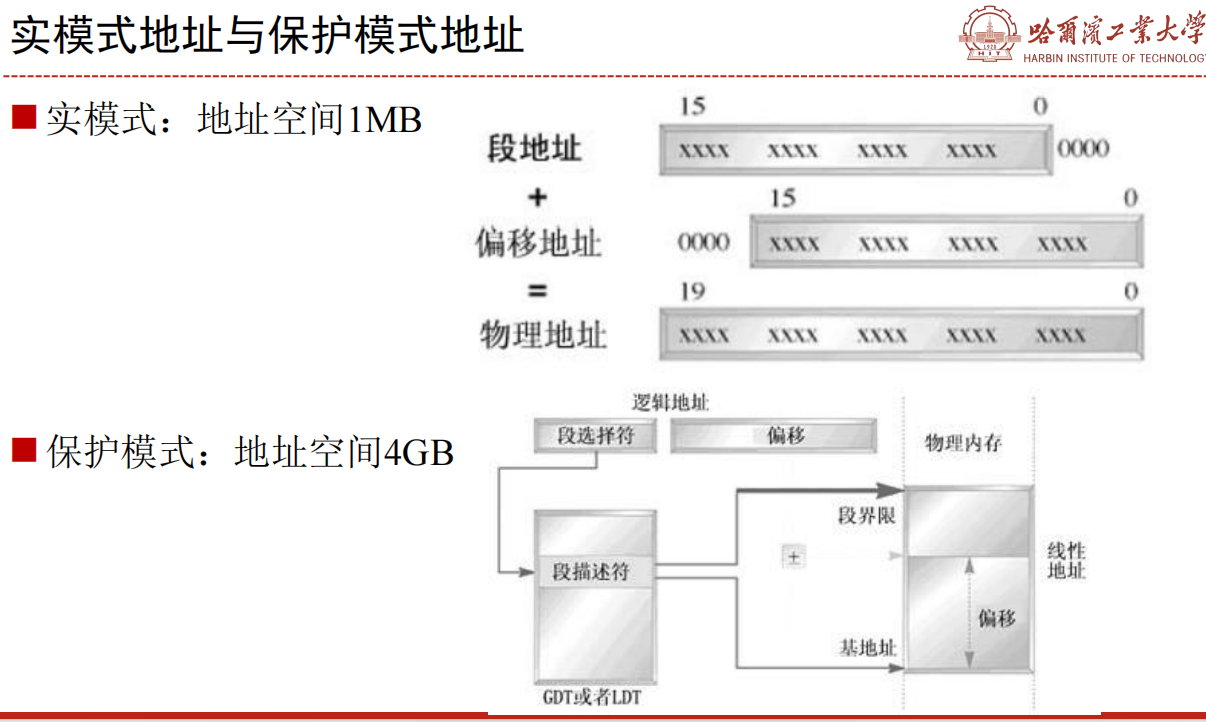 实模式地址与保护模式地址
哈尔滨工业大学
HIT
HARBIN INSTITUTE OF TECHNOLOGY
■ 实模式：地址空间1MB
15 0
段地址 XXXX XXXX XXXX XXXX 0000
+
15 0
偏移地址 0000 XXXX XXXX XXXX XXXX
=
19 0
物理地址 XXXX XXXX XXXX XXXX XXXX
■ 保护模式：地址空间4GB
逻辑地址
段选择符 偏移
物理内存
段界限
段描述符
+
线性
地址
偏移
基地址
GDT或者LDT